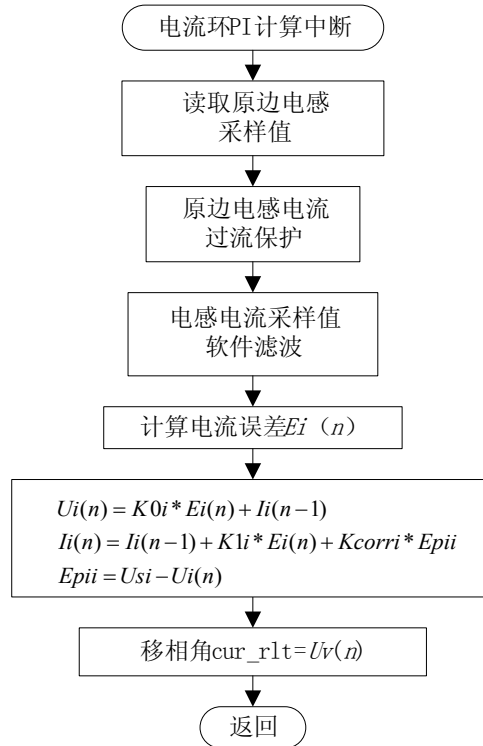 电流环PI计算中断
读取原边电感
采样值
原边电感电流
过流保护
电感电流采样值
软件滤波
计算电流误差Ei（n）
Ui(n) = K0i* Ei(n) + Ii(n−1)
Ii(n) = Ii(n−1) + K1i* Ei(n) + Kcorri* Epii
Epii = Usi−Ui(n)
移相角cur_rlt=Uv(n)
返回